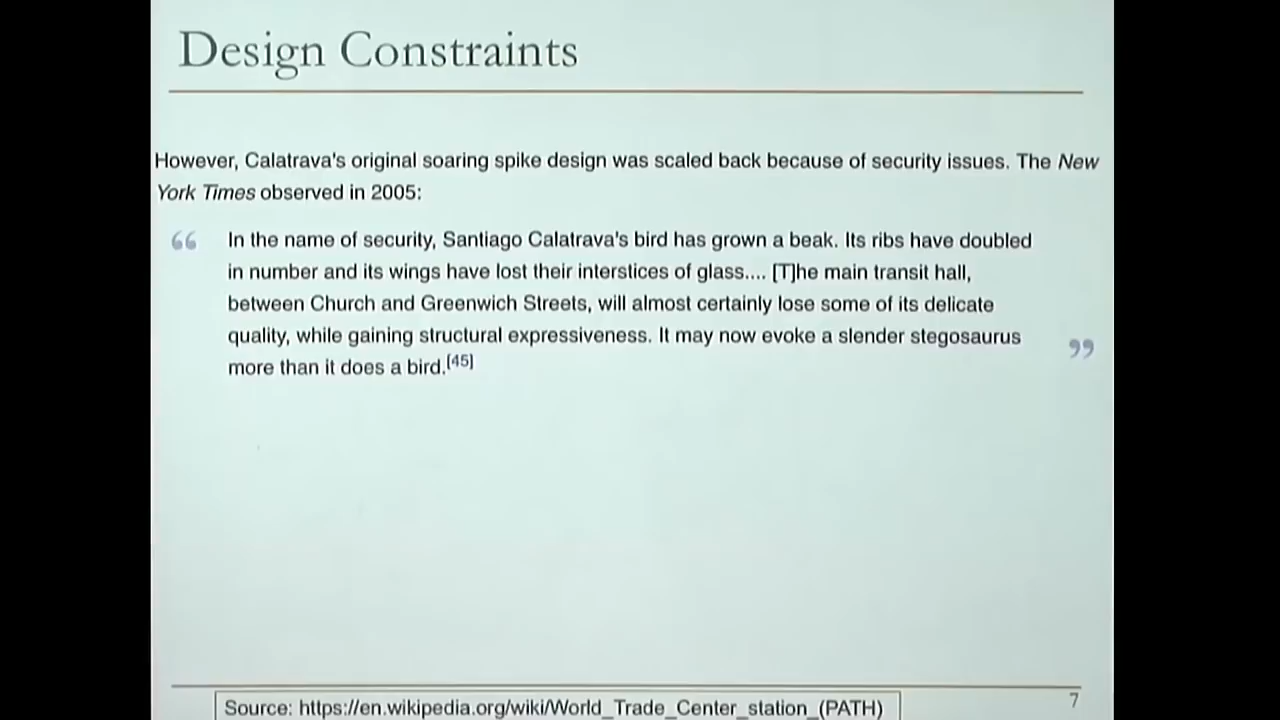 Design Constraints
However, Calatrava's original soaring spike design was scaled back because of security issues. The New
York Times observed in 2005:
“ In the name of security, Santiago Calatrava's bird has grown a beak. Its ribs have doubled
in number and its wings have lost their interstices of glass.... [T]he main transit hall,
between Church and Greenwich Streets, will almost certainly lose some of its delicate
quality, while gaining structural expressiveness. It may now evoke a slender stegosaurus
more than it does a bird.[45] ”
Source: https://en.wikipedia.org/wiki/World_Trade_Center_station_(PATH)
7